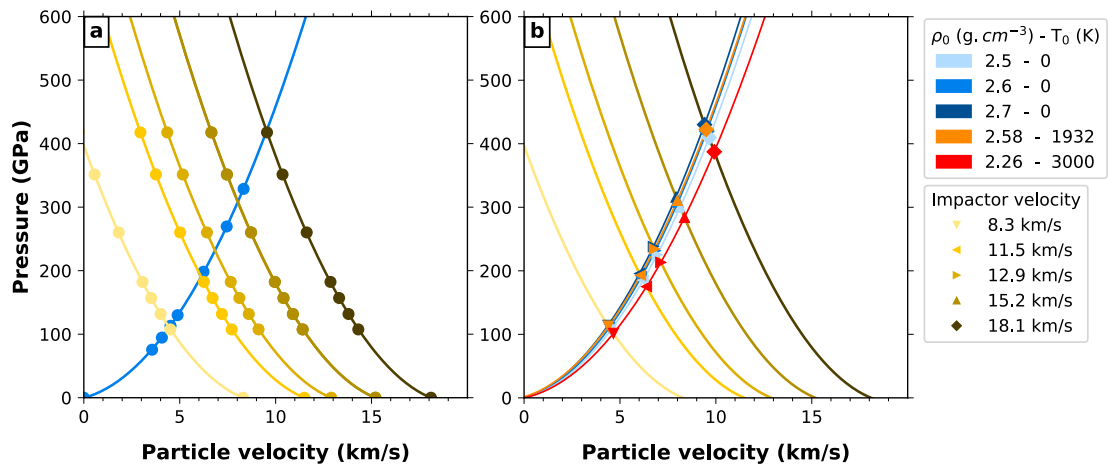 a
b
600
500
400
300
200
100
0
Pressure (GPa)
0 5 10 15
Particle velocity (km/s)
600
500
400
300
200
100
0
0 5 10 15
Particle velocity (km/s)
ρ0 (g. cm−3) - T0 (K)
2.5 - 0
2.6 - 0
2.7 - 0
2.58 - 1932
2.26 - 3000
Impactor velocity
8.3 km/s
11.5 km/s
12.9 km/s
15.2 km/s
18.1 km/s